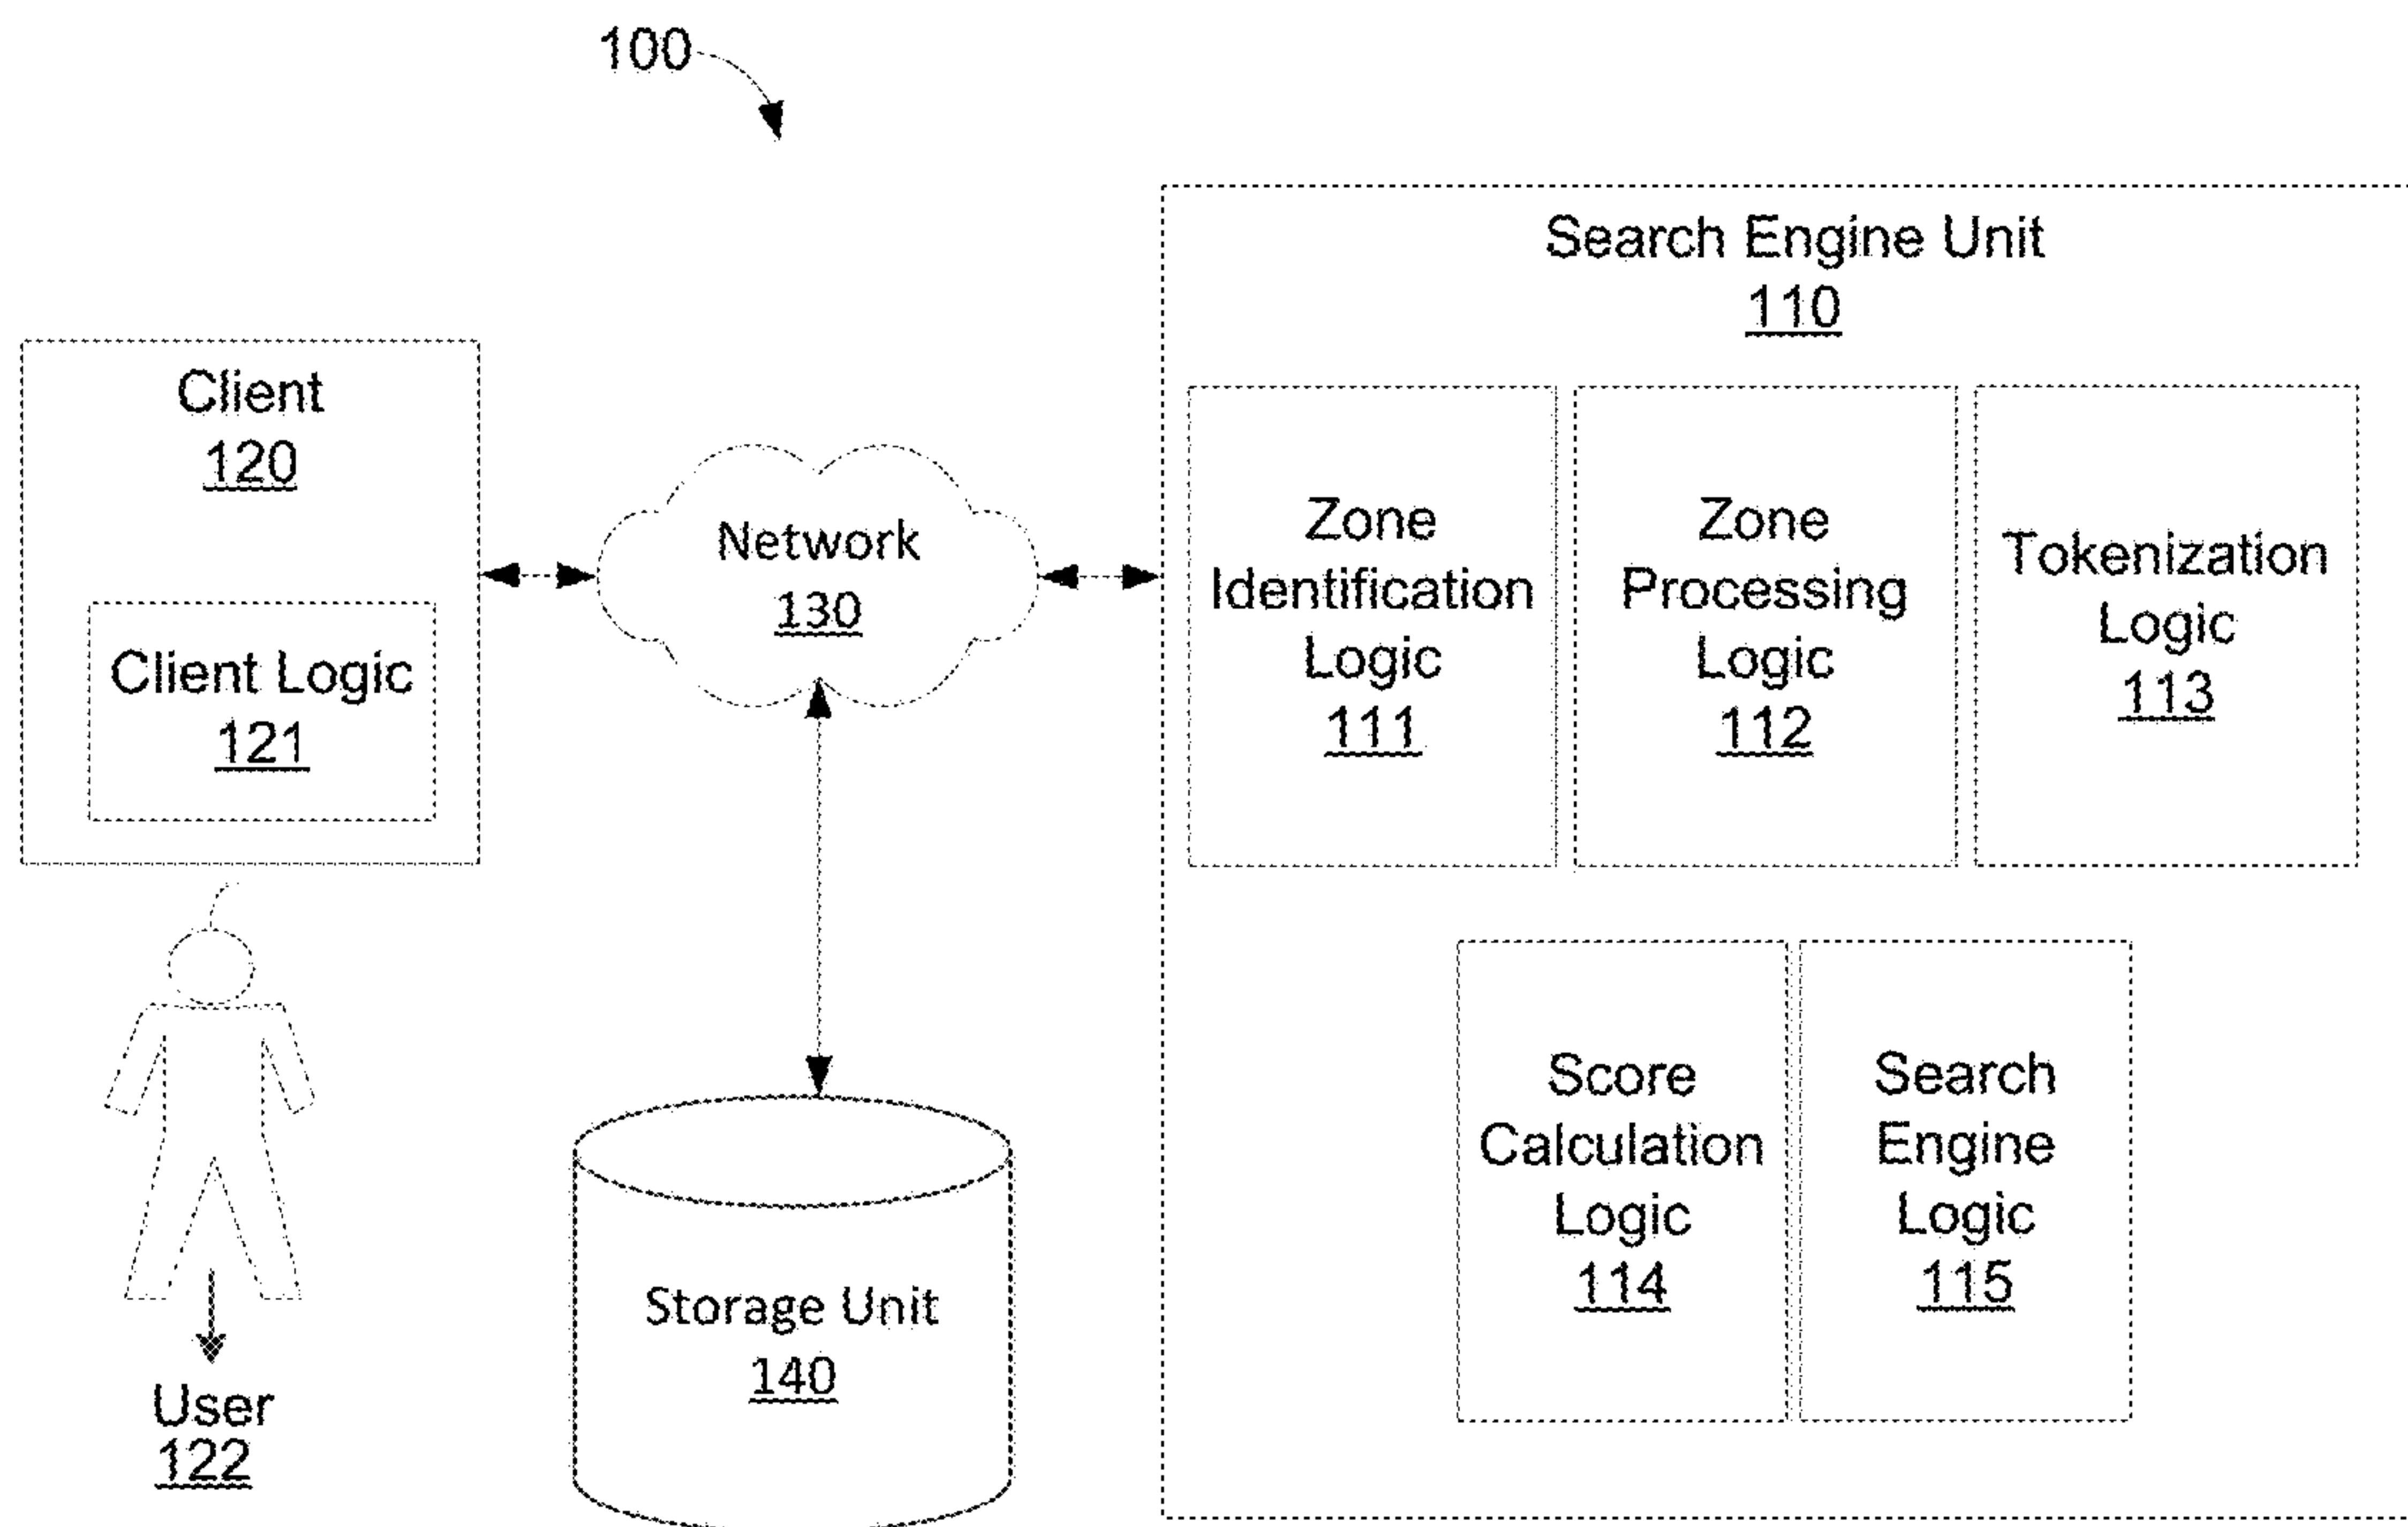 100
Search Engine Unit
110
Client
120
Client Logic
121
Network
130
Zone
Identification
Logic
111
Zone
Processing
Logic
112
Tokenization
Logic
113
Score
Calculation
Logic
114
Search
Engine
Logic
115
Storage Unit
140
User
122